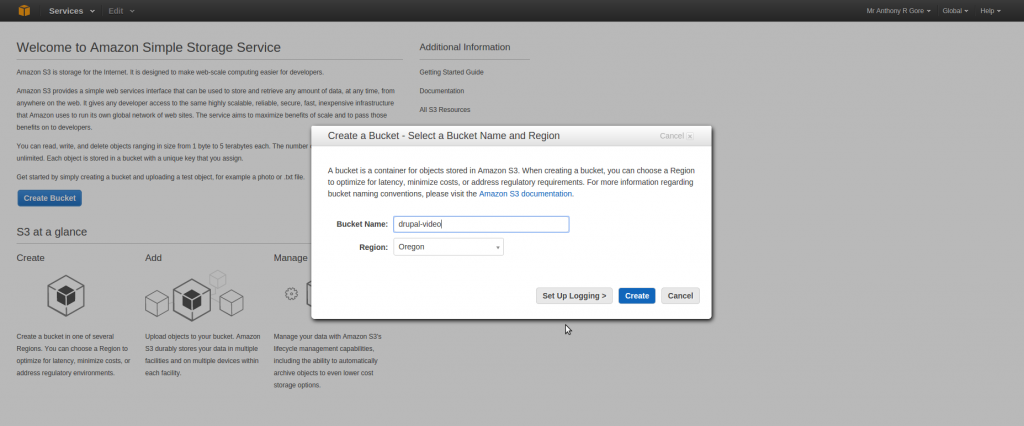 Services Edit Mr Anthony R Gore Global Help
Welcome to Amazon Simple Storage Service
Amazon S3 is storage for the Internet. It is designed to make web-scale computing easier for developers.
Amazon S3 provides a simple web services interface that can be used to store and retrieve any amount of data, at any time, from
anywhere on the web. It gives any developer access to the same highly scalable, reliable, secure, fast, inexpensive infrastructure
that Amazon uses to run its own global network of web sites. The service aims to maximize benefits of scale and to pass those
benefits on to developers.
You can read, write, and delete objects ranging in size from 1 byte to 5 terabytes each. The number
unlimited. Each object is stored in a bucket with a unique key that you assign.
Get started by simply creating a bucket and uploading a test object, for example a photo or .txt file.
Create Bucket
Additional Information
Getting Started Guide
Documentation
All S3 Resources
S3 at a glance
Create
Create a bucket in one of several
Regions. You can choose a Region to
optimize for latency, minimize costs, or
address regulatory environments.
Add
Upload objects to your bucket. Amazon
S3 durably stores your data in multiple
facilities and on multiple devices within
each facility.
Manage
Manage your data with Amazon S3's
lifecycle management capabilities,
including the ability to automatically
archive objects to even lower cost
storage options.
Create a Bucket - Select a Bucket Name and Region Cancel x
A bucket is a container for objects stored in Amazon S3. When creating a bucket, you can choose a Region
to optimize for latency, minimize costs, or address regulatory requirements. For more information regarding
bucket naming conventions, please visit the Amazon S3 documentation.
Bucket Name: drupal-video
Region: Oregon
Set Up Logging > Create Cancel